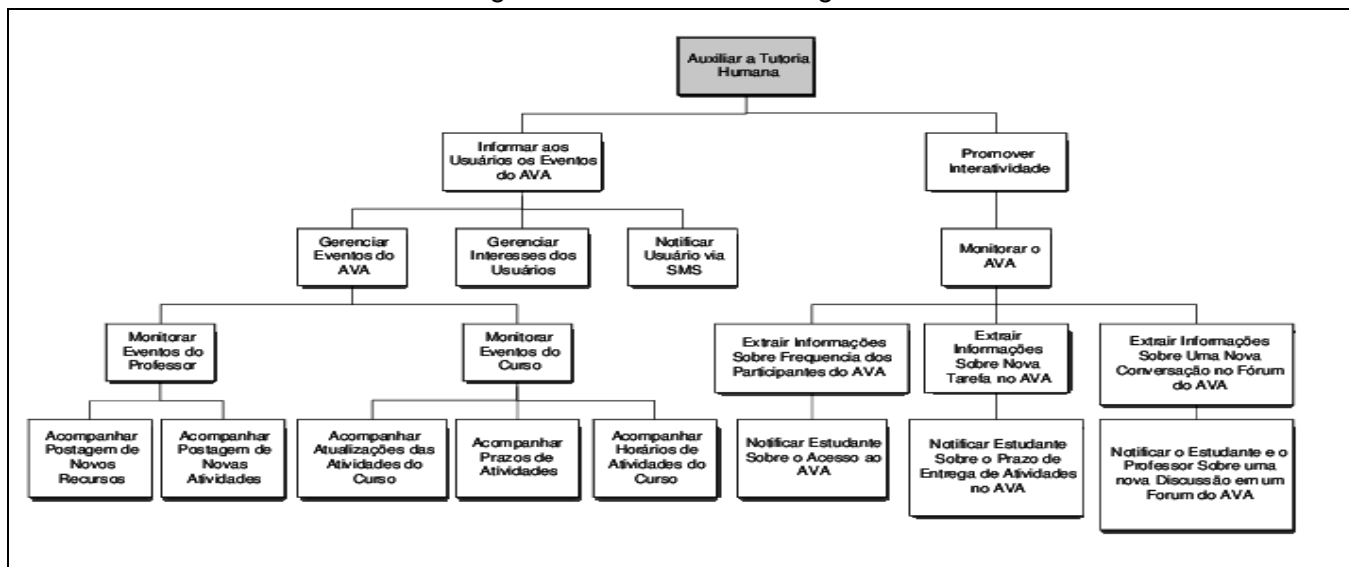 Auxiliar a Tutoria
Humana
Informar aos
Usuários os Eventos
do AVA
Promover
Interatividade
Gerenciar
Eventos do
AVA
Gerenciar
Interesses dos
Usuários
Notificar
Usuário via
SMS
Monitorar o
AVA
Monitorar
Eventos do
Professor
Monitorar
Eventos do
Curso
Extrair Informações
Sobre Frequencia dos
Participantes do AVA
Extrair
Informações
Sobre Nova
Tarefa no AVA
Extrair Informações
Sobre Uma Nova
Conversação no Fórum
do AVA
Acompanhar
Postagem de
Novos
Recursos
Acompanhar
Postagem de
Novas
Atividades
Acompanhar
Atualizações das
Atividades do
Curso
Acompanhar
Prazos de
Atividades
Acompanhar
Horários de
Atividades do
Curso
Notificar Estudante
Sobre o Acesso ao
AVA
Notificar Estudante
Sobre o Prazo de
Entrega de Atividades
no AVA
Notificar o Estudante e o
Professor Sobre uma
nova Discussão em um
Forum do AVA